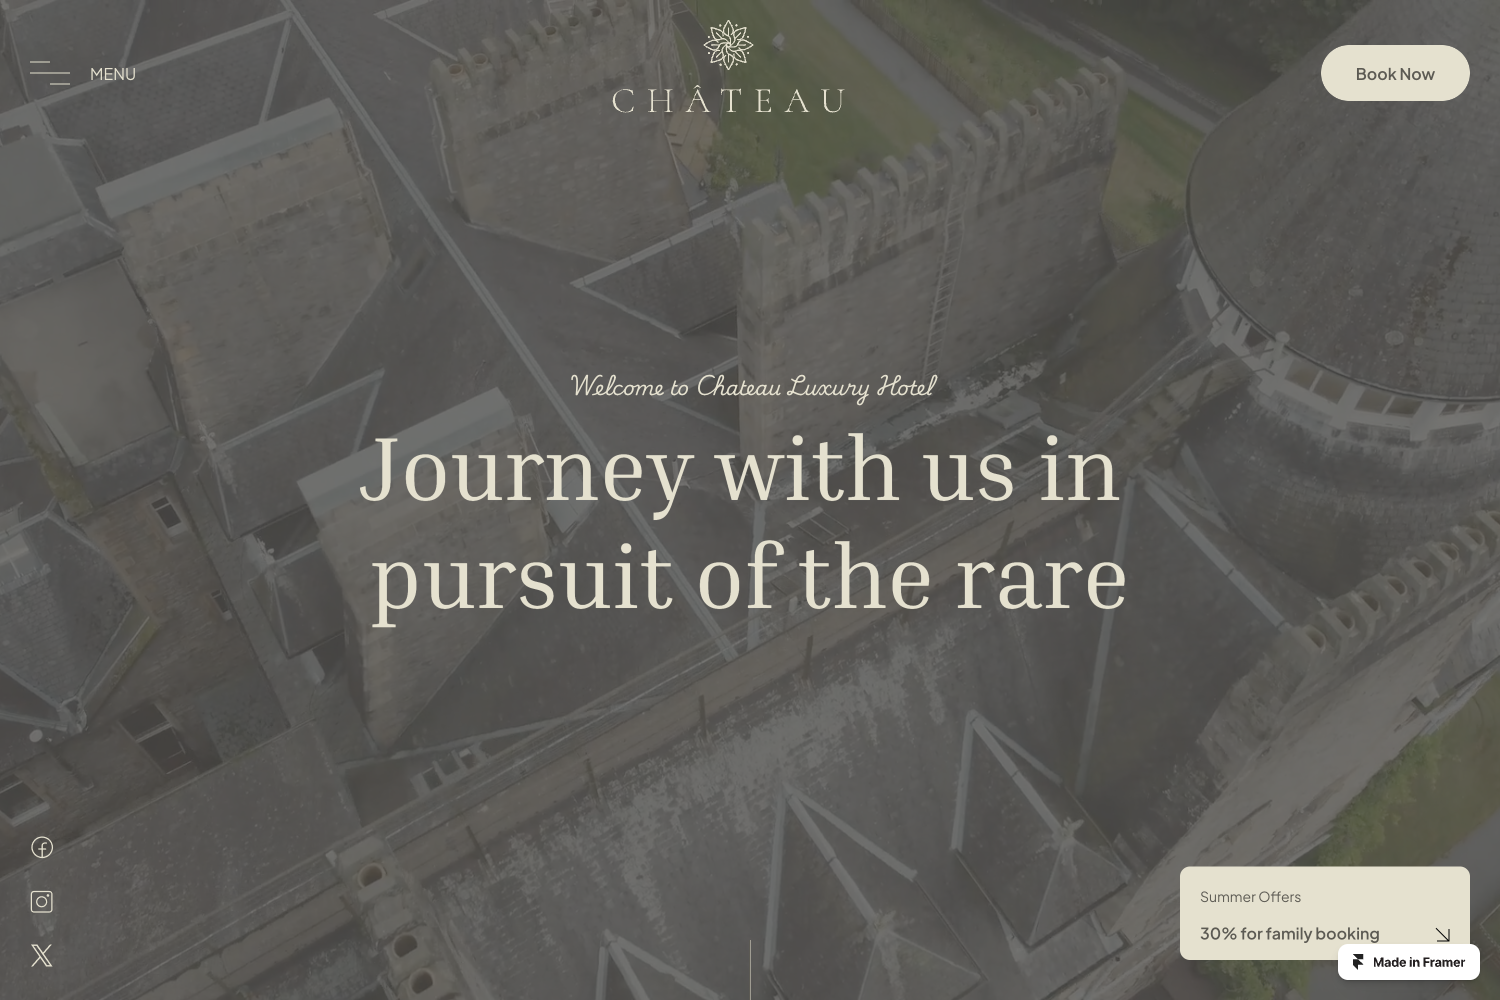 MENU
CHÂTEAU
Book Now
Welcome to Chateau Luxury Hotel
Journey with us in
pursuit of the rare
Summer Offers
30% for family booking
Made in Framer